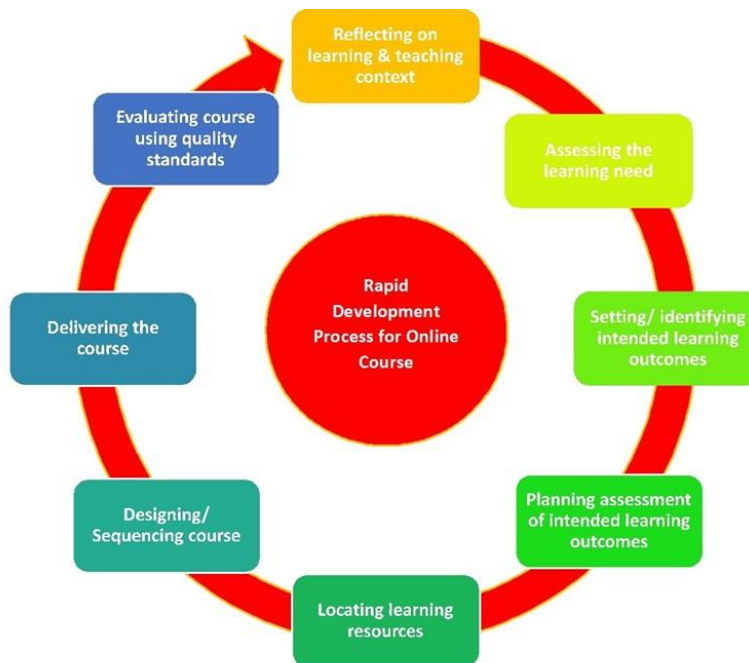 Reflecting on
learning & teaching
context
Assessing the
learning need
Setting/ identifying
intended learning
outcomes
Planning assessment
of intended learning
outcomes
Locating learning
resources
Designing/
Sequencing course
Delivering the
course
Evaluating course
using quality
standards
Rapid
Development
Process for Online
Course